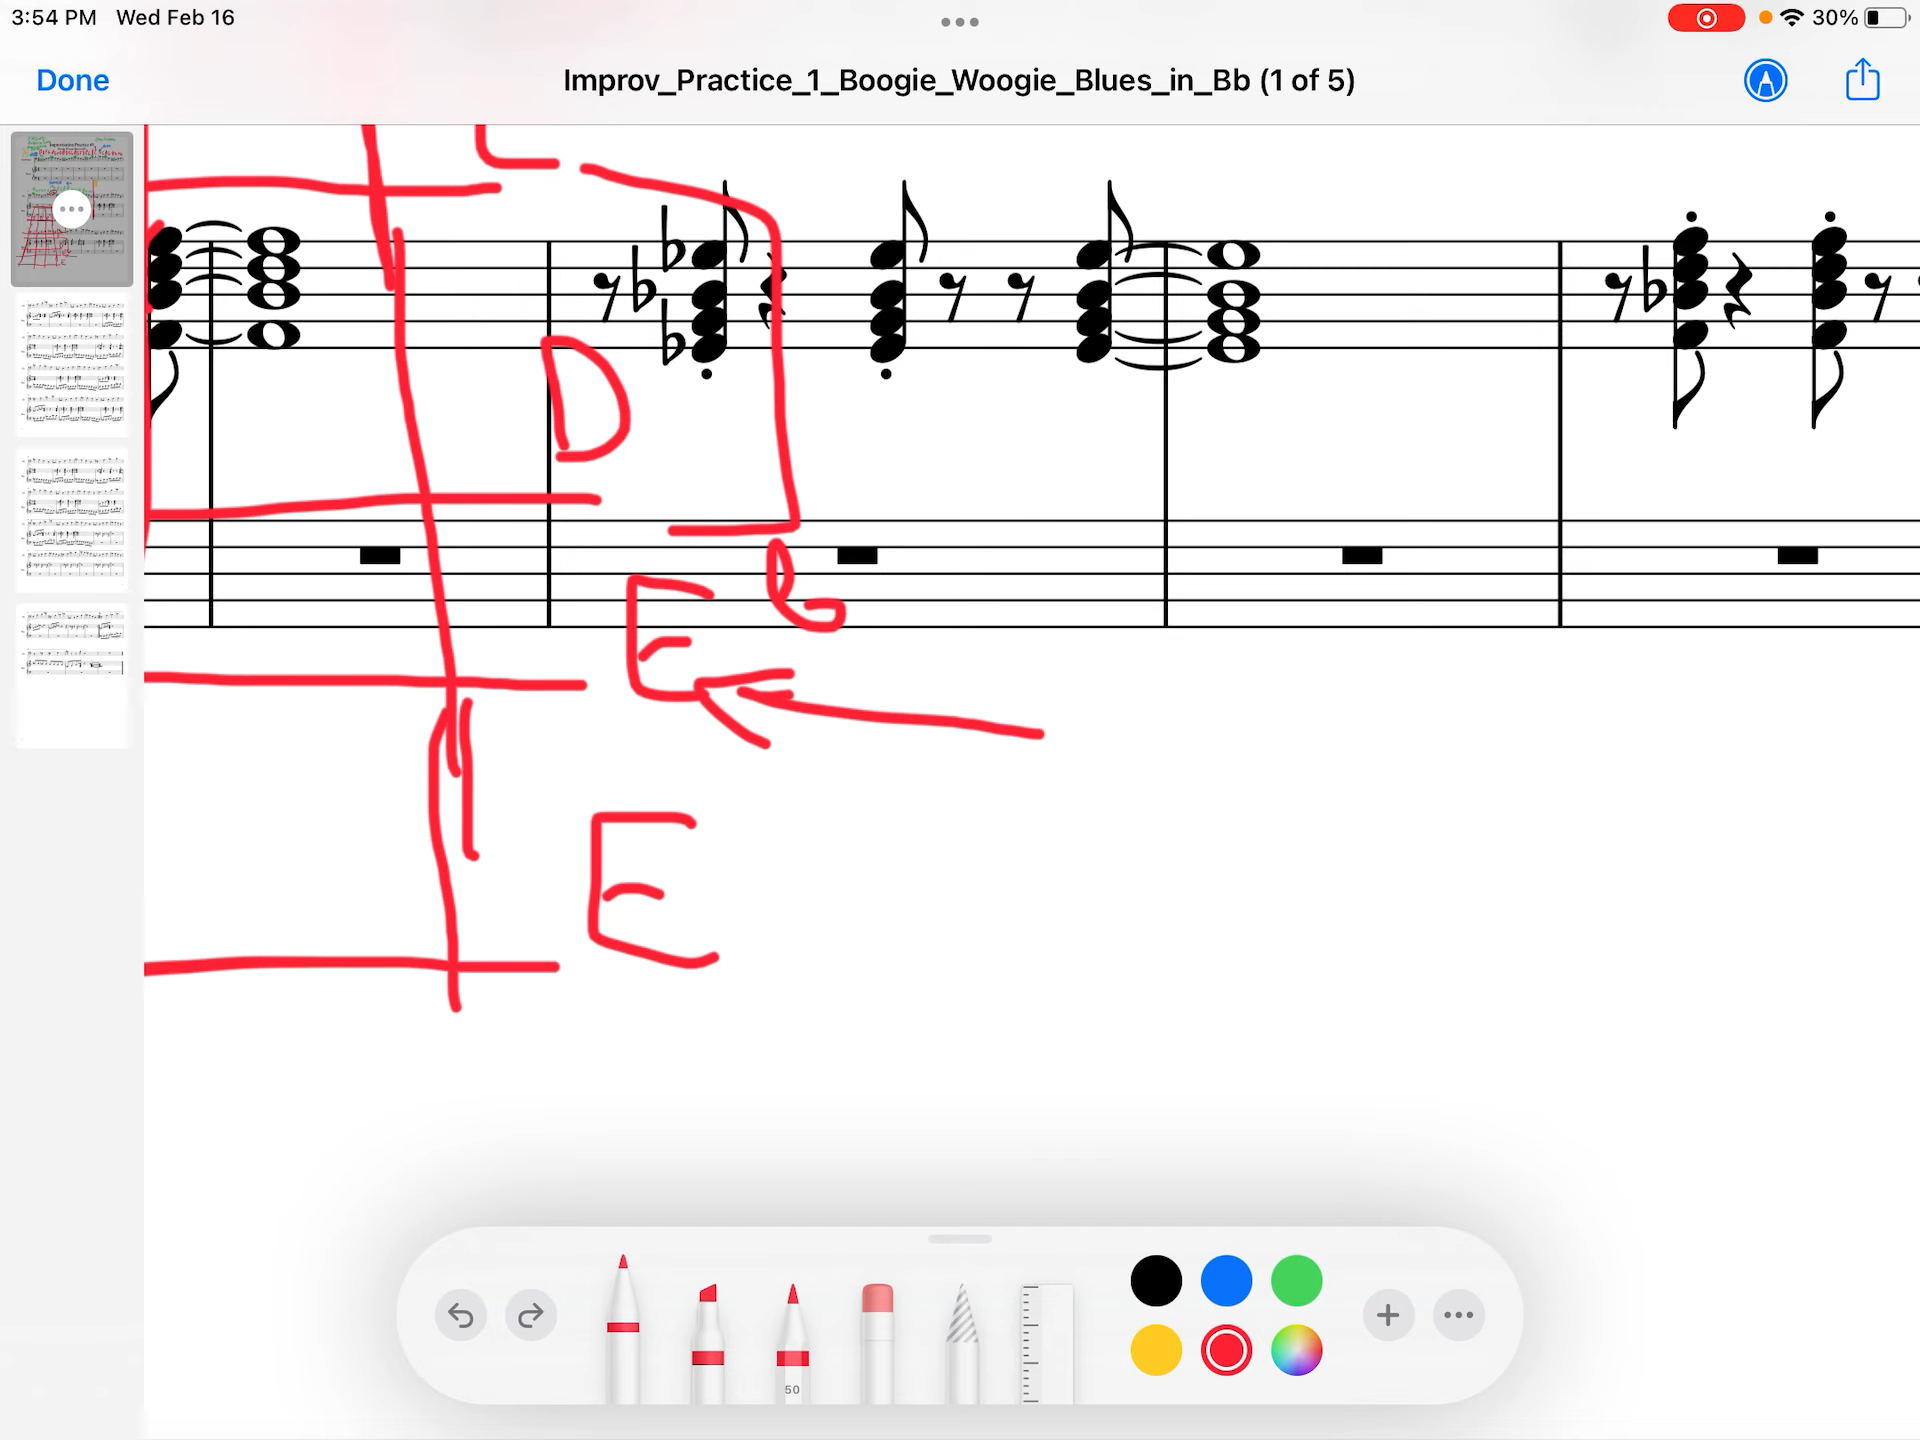 3:54 PM Wed Feb 16
30%
Done
Improv_Practice_1_Boogie_Woogie_Blues_in_Bb (1 of 5)
D
E
E
50